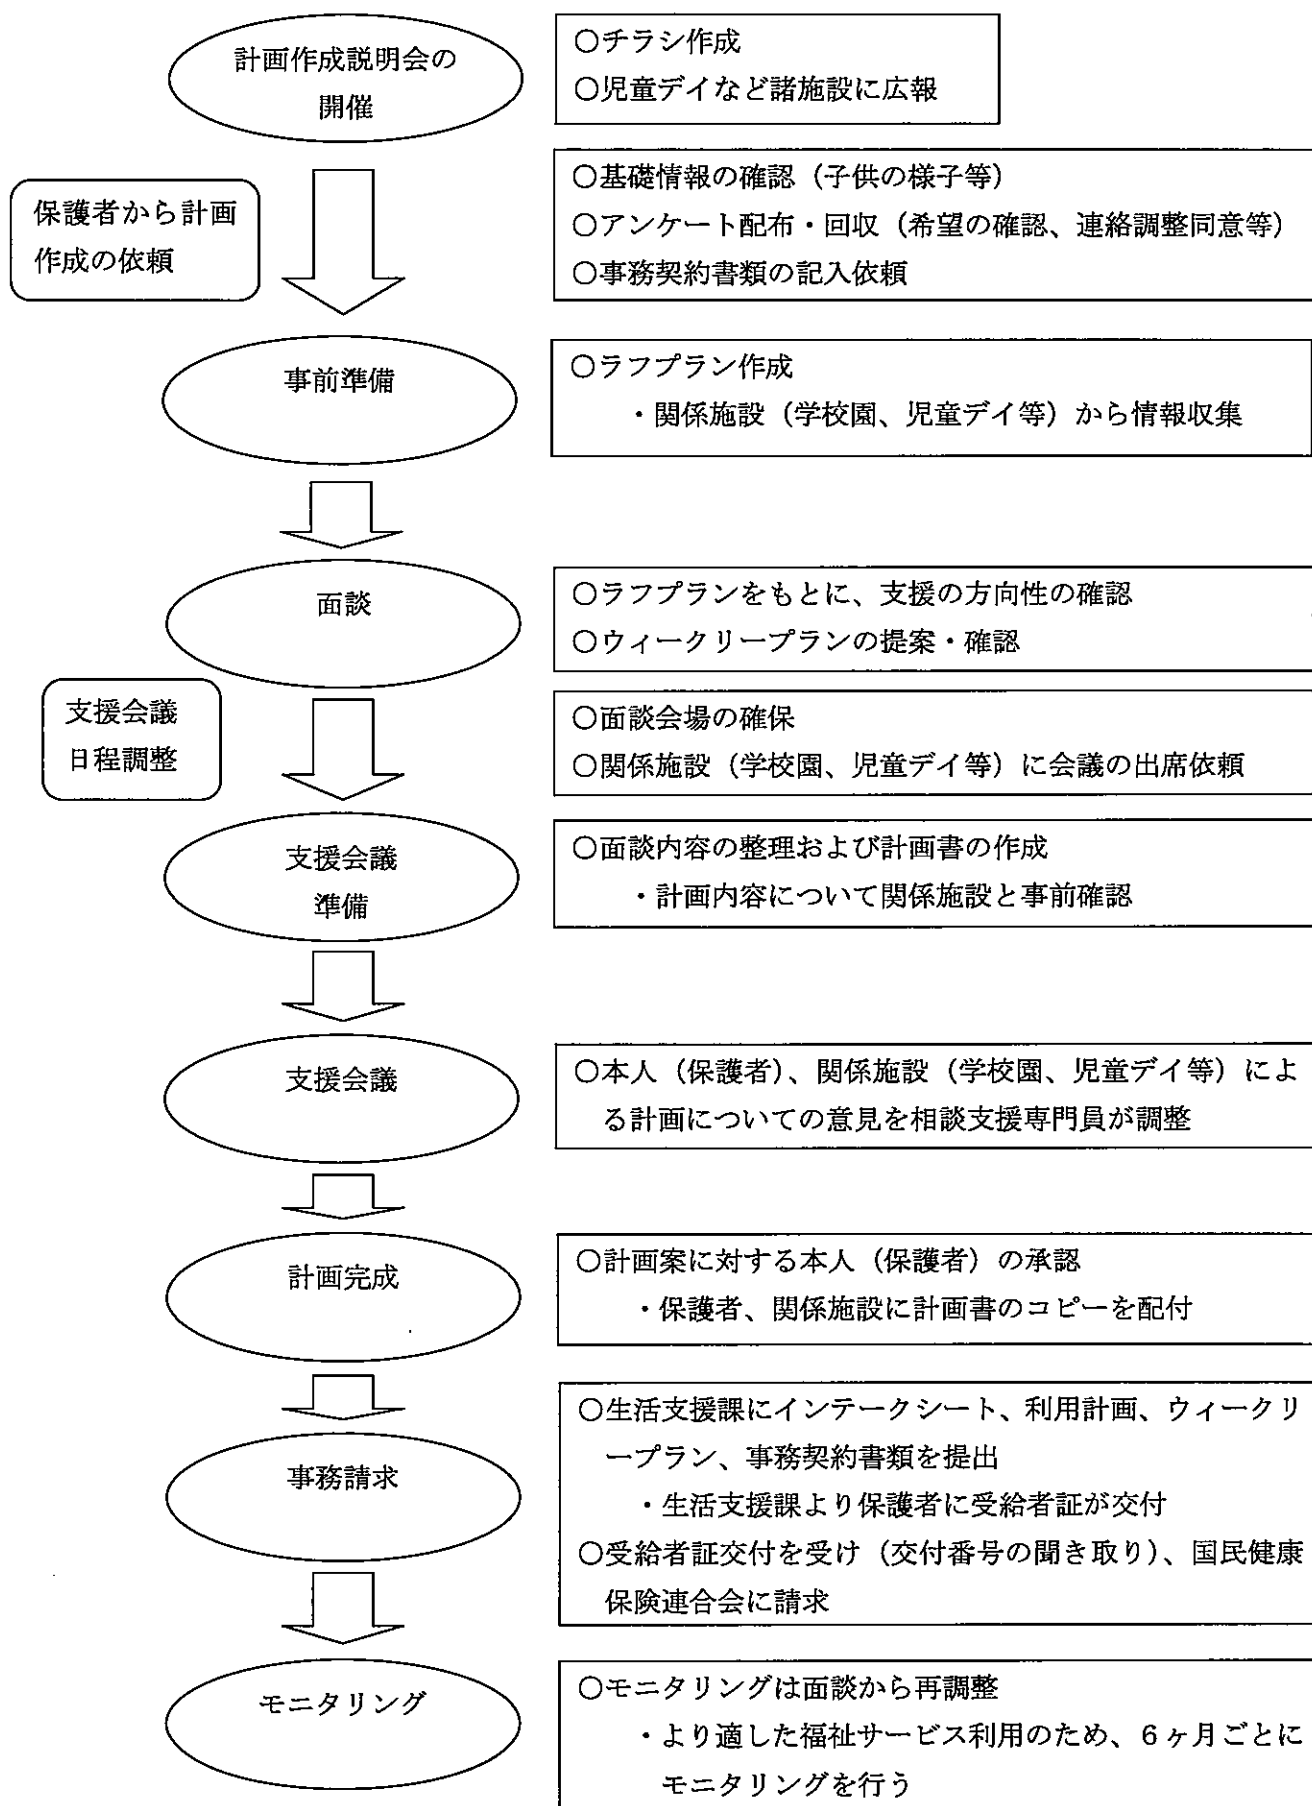 計画作成説明会の
開催
〇チラシ作成
〇児童デイなど諸施設に広報
保護者から計画
作成の依頼
〇基礎情報の確認（子供の様子等）
〇アンケート配布・回収（希望の確認、連絡調整同意等）
〇事務契約書類の記入依頼
事前準備
〇ラフプラン作成
・関係施設（学校園、児童デイ等）から情報収集
面談
〇ラフプランをもとに、支援の方向性の確認
〇ウィークリープランの提案・確認
支援会議
日程調整
〇面談会場の確保
〇関係施設（学校園、児童デイ等）に会議の出席依頼
支援会議
準備
〇面談内容の整理および計画書の作成
・計画内容について関係施設と事前確認
支援会議
〇本人（保護者）、関係施設（学校園、児童デイ等）によ
る計画についての意見を相談支援専門員が調整
計画完成
〇計画案に対する本人（保護者）の承認
・保護者、関係施設に計画書のコピーを配付
事務請求
〇生活支援課にインテークシート、利用計画、ウィークリ
ープラン、事務契約書類を提出
・生活支援課より保護者に受給者証が交付
〇受給者証交付を受け（交付番号の聞き取り）、国民健康
保険連合会に請求
モニタリング
〇モニタリングは面談から再調整
・より適した福祉サービス利用のため、６ヶ月ごとに
モニタリングを行う